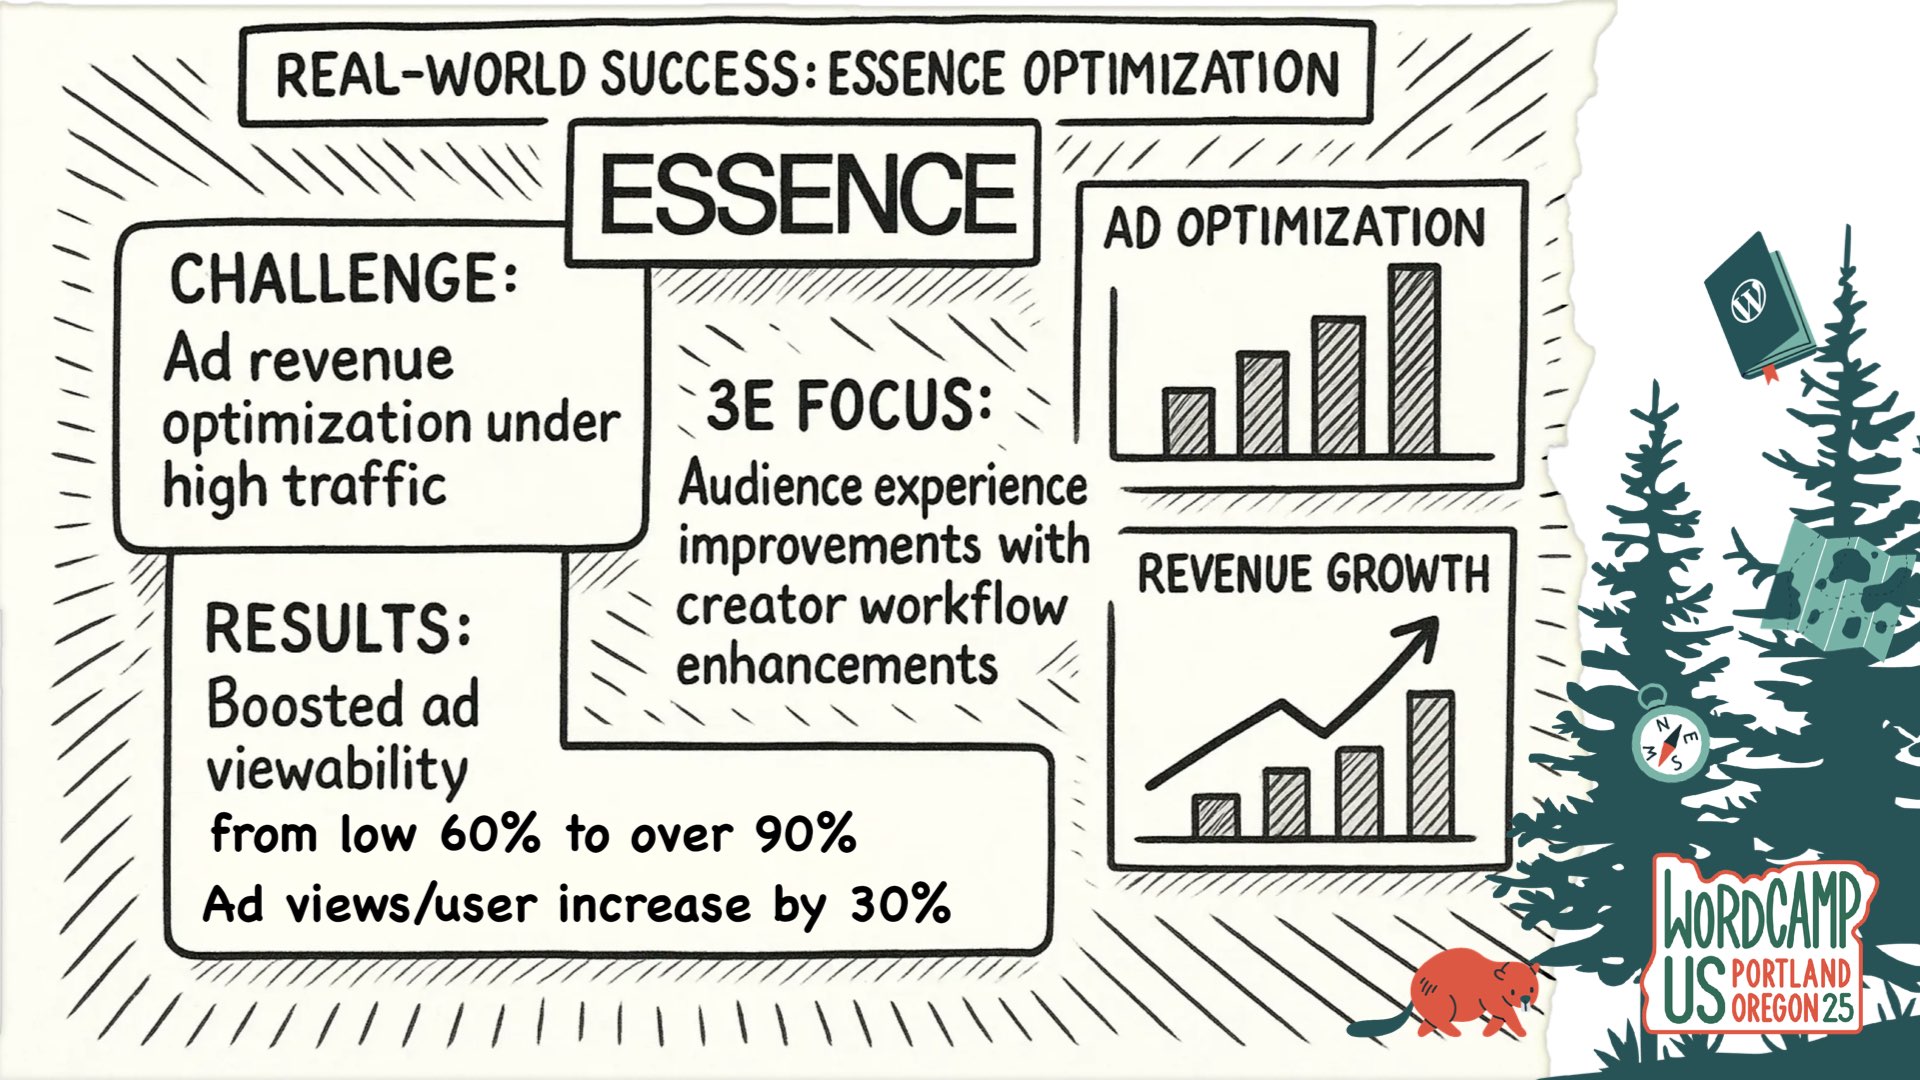 REAL-WORLD SUCCESS: ESSENCE OPTIMIZATION
ESSENCE
CHALLENGE:
Ad revenue
optimization under
high traffic
3E FOCUS:
Audience experience
improvements with
creator workflow
enhancements
RESULTS:
Boosted ad
viewability
from low 60% to over 90%
Ad views/user increase by 30%
AD OPTIMIZATION
REVENUE GROWTH
W
N
E
S
W
WORDCAMP
US PORTLAND
OREGON 25